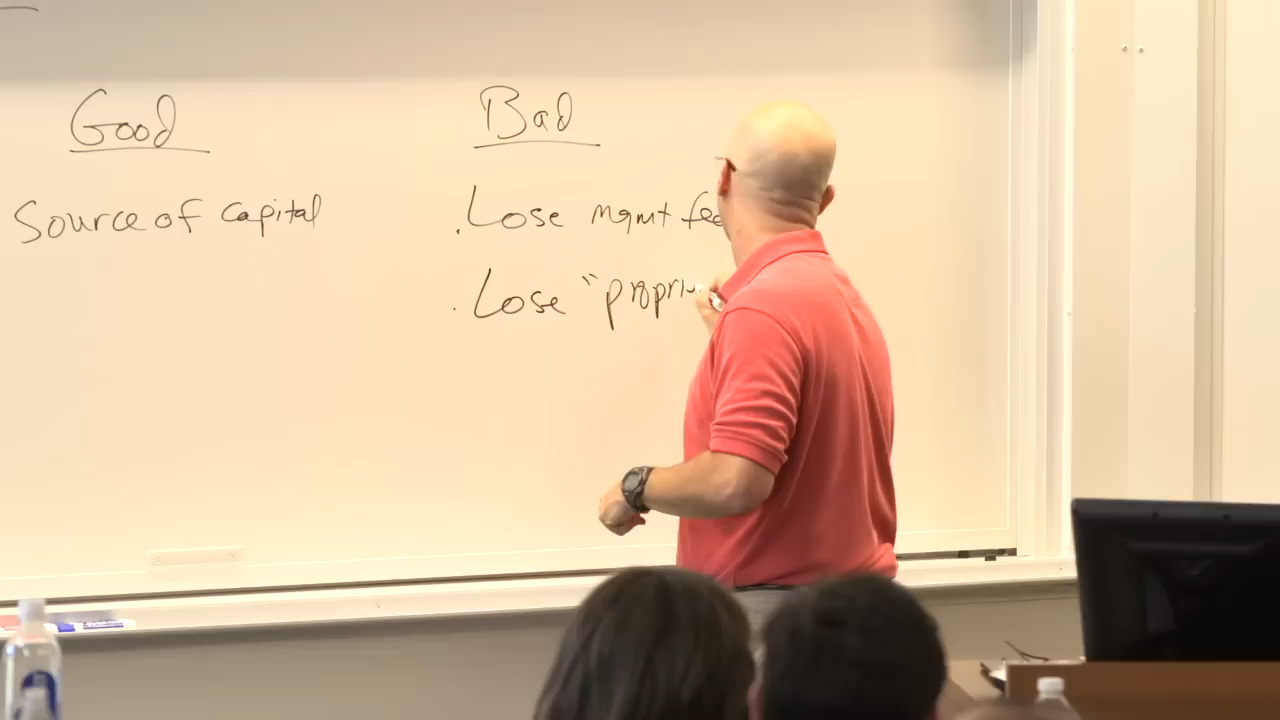 Good
Source of capital
Bad
. Lose mgmt fee
. Lose "propri